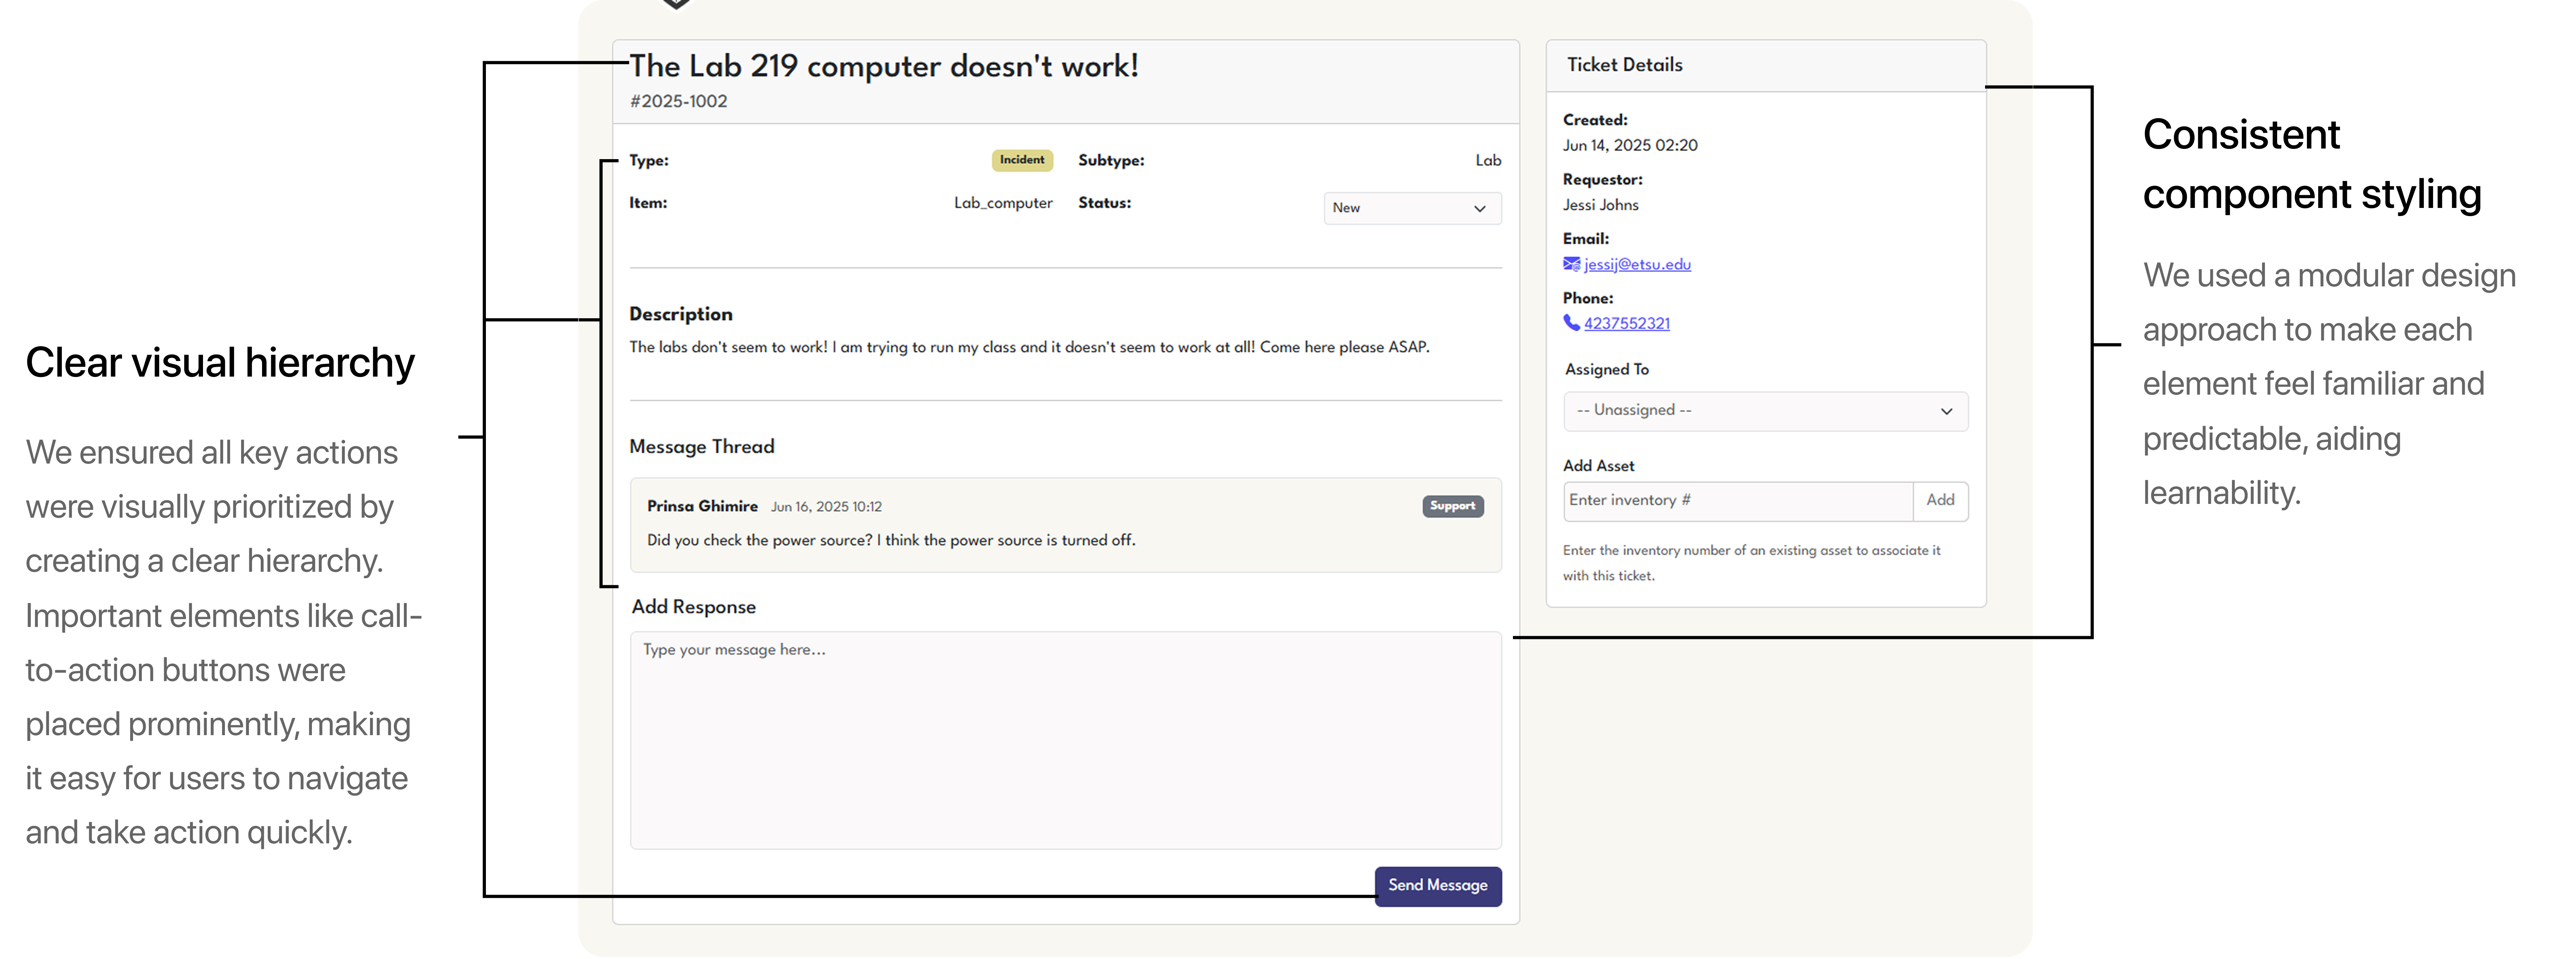 Clear visual hierarchy
We ensured all key actions
were visually prioritized by
creating a clear hierarchy.
Important elements like call-
to-action buttons were
placed prominently, making
it easy for users to navigate
and take action quickly.
The Lab 219 computer doesn't work!
#2025-1002
Type: Incident Subtype: Lab
Item: Lab_computer Status: New
Description
The labs don't seem to work! I am trying to run my class and it doesn't seem to work at all! Come here please ASAP.
Message Thread
Prinsa Ghimire Jun 16, 2025 10:12 Support
Did you check the power source? I think the power source is turned off.
Add Response
Type your message here...
Send Message
Ticket Details
Created:
Jun 14, 2025 02:20
Requestor:
Jessi Johns
Email:
jessij@etsu.edu
Phone:
4237552321
Assigned To
-- Unassigned --
Add Asset
Enter inventory # Add
Enter the inventory number of an existing asset to associate it
with this ticket.
Consistent
component styling
We used a modular design
approach to make each
element feel familiar and
predictable, aiding
learnability.